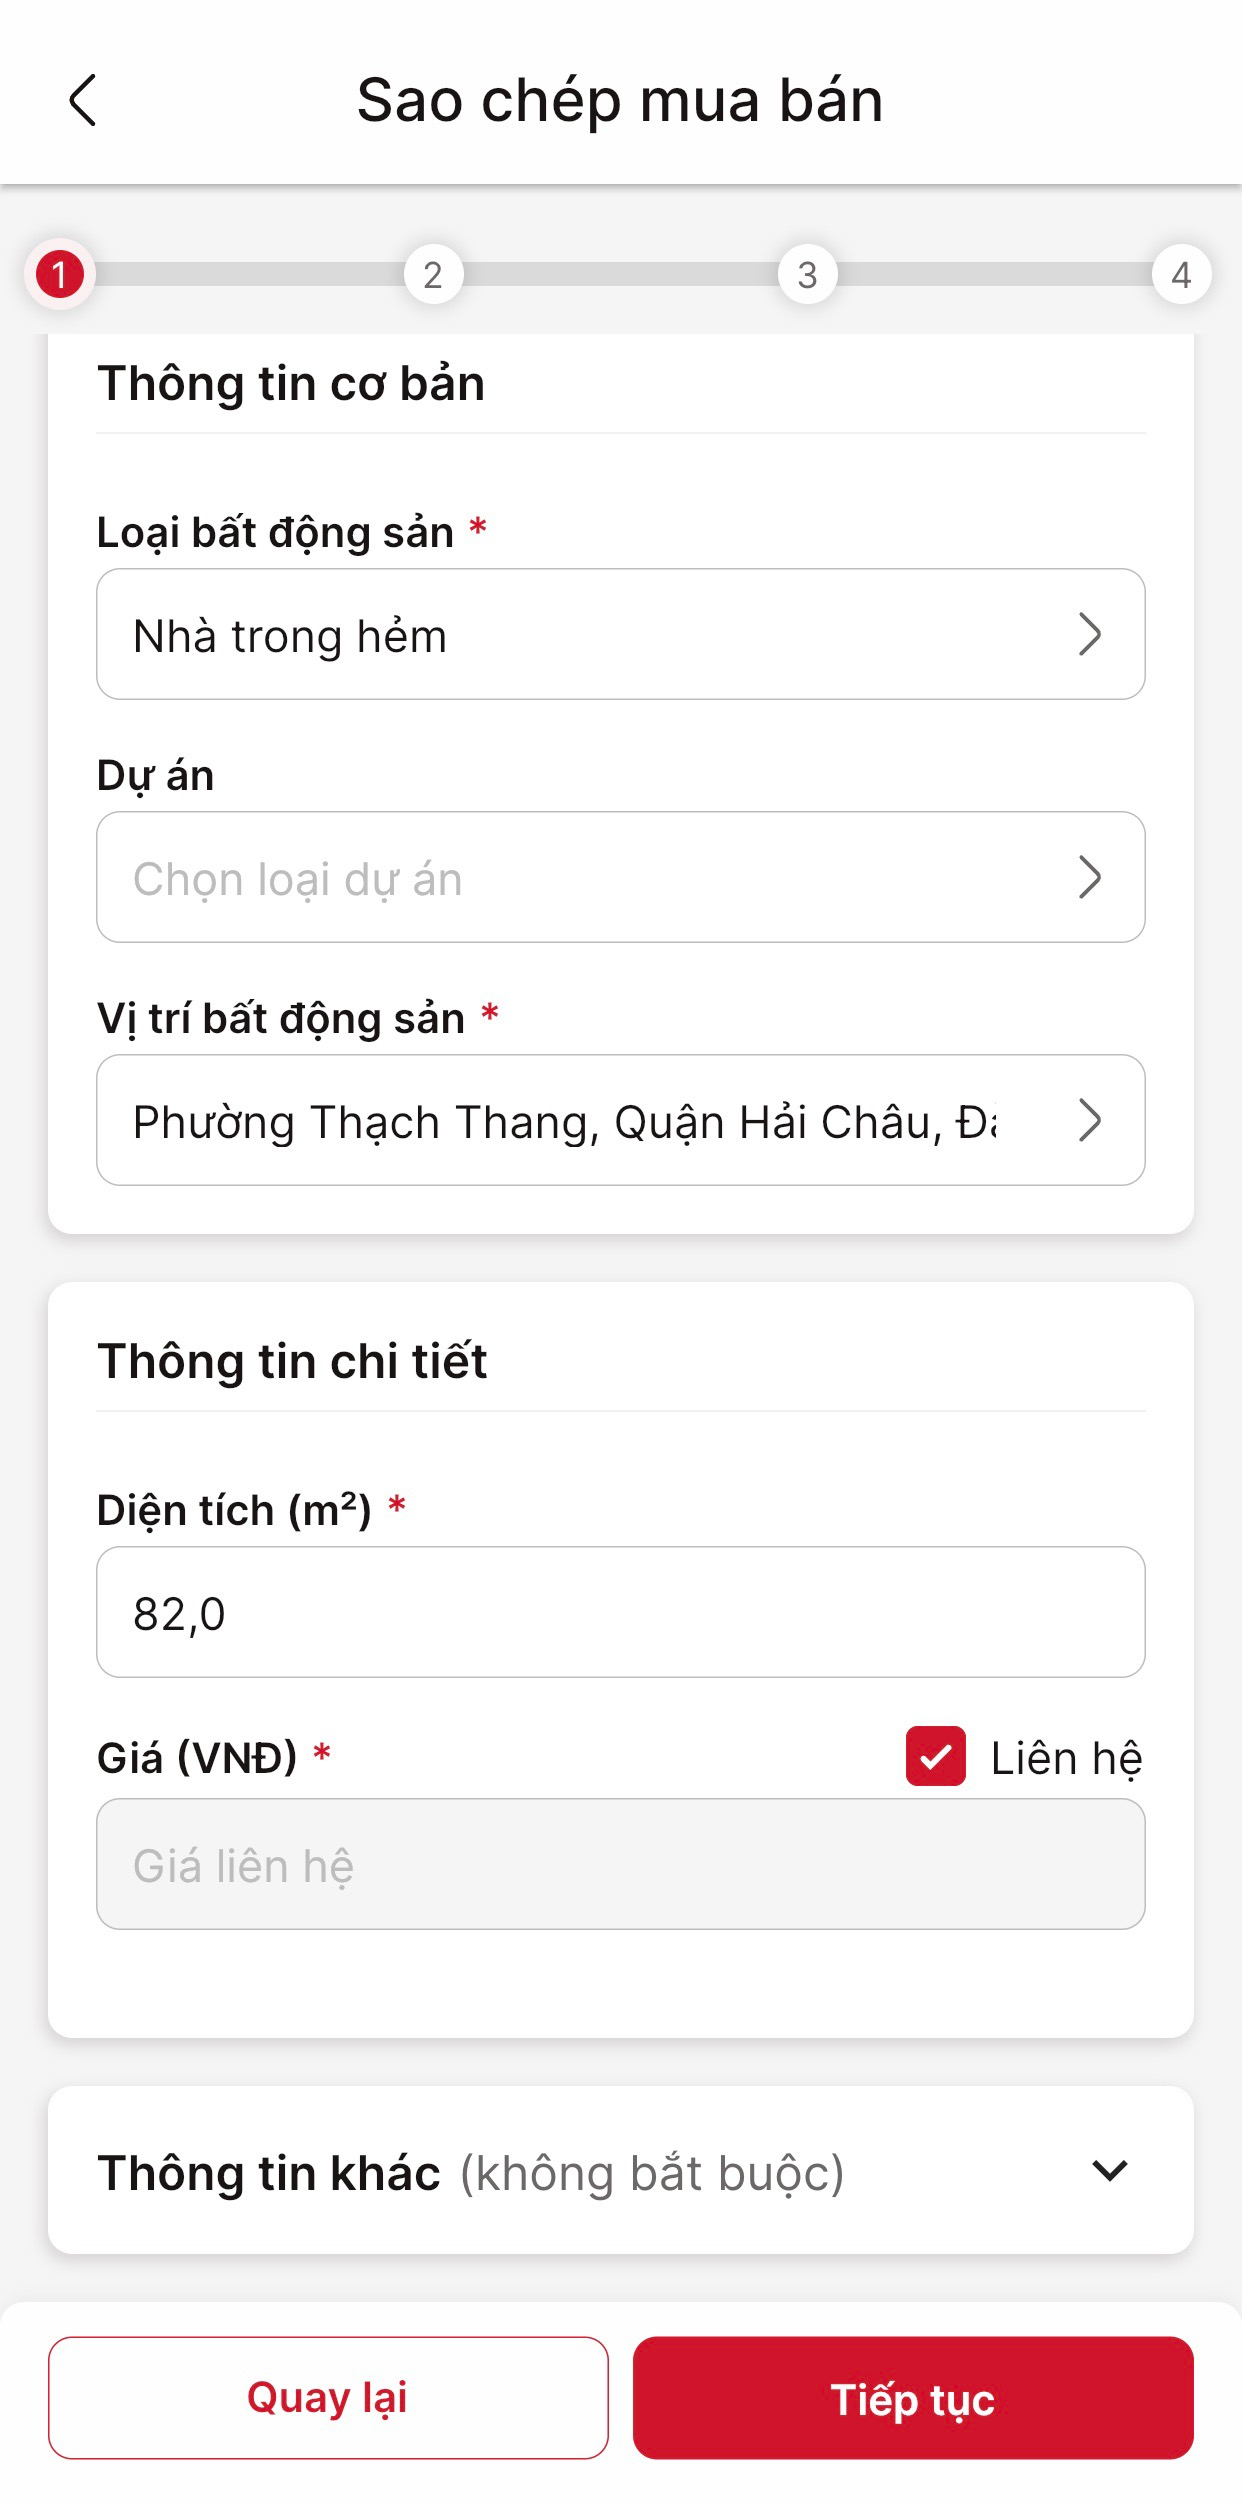 Sao chép mua bán
1
2
3
4
Thông tin cơ bản
Loại bất động sản *
Nhà trong hẻm
Dự án
Chọn loại dự án
Vị trí bất động sản *
Phường Thạch Thang, Quận Hải Châu,
Thông tin chi tiết
Diện tích (m²) *
82,0
Giá (VNĐ) *
Liên hệ
Giá liên hệ
Thông tin khác (không bắt buộc)
Quay lại
Tiếp tục